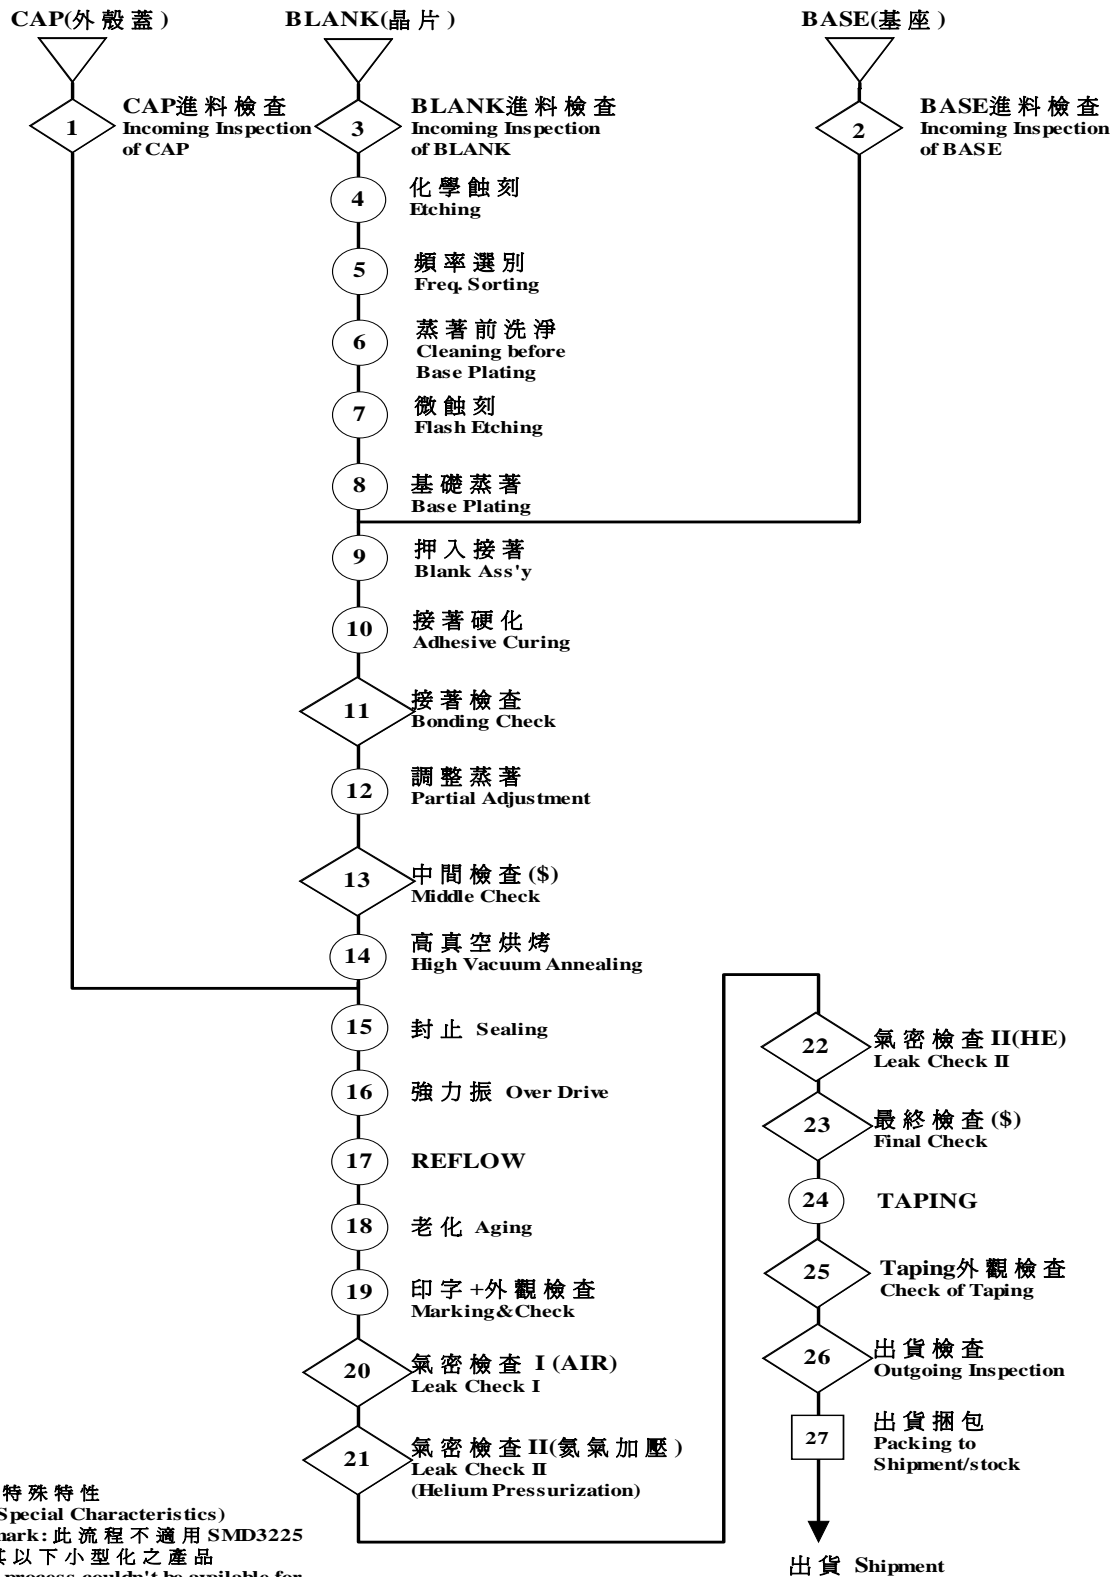 CAP(外殼蓋)
BLANK(晶片)
BASE(基座)
1
CAP進料檢查
Incoming Inspection
of CAP
3
BLANK進料檢查
Incoming Inspection
of BLANK
2
BASE進料檢查
Incoming Inspection
of BASE
4
化學蝕刻
Etching
5
頻率選別
Freq. Sorting
6
蒸著前洗淨
Cleaning before
Base Plating
7
微蝕刻
Flash Etching
8
基礎蒸著
Base Plating
9
押入接著
Blank Ass'y
10
接著硬化
Adhesive Curing
11
接著檢查
Bonding Check
12
調整蒸著
Partial Adjustment
13
中間檢查($)
Middle Check
14
高真空烘烤
High Vacuum Annealing
15
封止 Sealing
16
強力振 Over Drive
17
REFLOW
18
老化 Aging
19
印字+外觀檢查
Marking&Check
20
氣密檢查 I (AIR)
Leak Check I
21
氣密檢查II(氦氣加壓)
Leak Check II
(Helium Pressurization)
22
氣密檢查II(HE)
Leak Check II
23
最終檢查($)
Final Check
24
TAPING
25
Taping外觀檢查
Check of Taping
26
出貨檢查
Outgoing Inspection
27
出貨捆包
Packing to
Shipment/stock
出貨 Shipment
特殊特性
Special Characteristics)
mark:此流程不適用SMD3225
其以下小型化之產品
process couldn't be available for